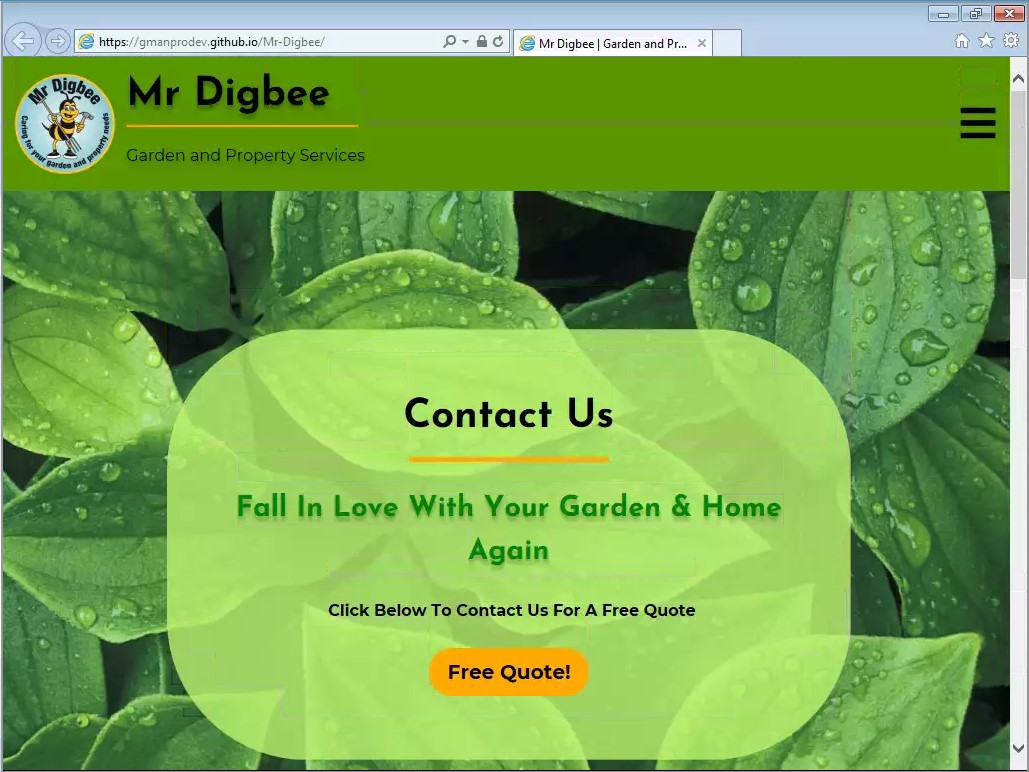 https://gmanprodev.github.io/Mr-Digbee/
Mr Digbee | Garden and Pr...
Mr Digbee
Caring for your garden and property needs
Mr Digbee
Garden and Property Services
Contact Us
Fall In Love With Your Garden & Home
Again
Click Below To Contact Us For A Free Quote
Free Quote!